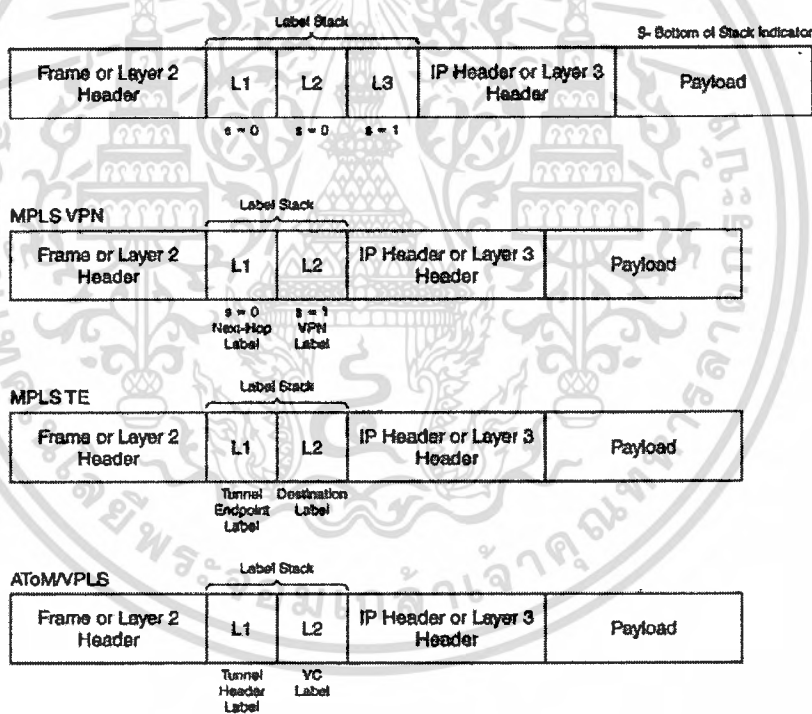 Label Stack
S- Bottom of Stack Indicator
Frame or Layer 2 Header
L1
L2
L3
IP Header or Layer 3 Header
Payload
s = 0
s = 0
s = 1
MPLS VPN
Label Stack
Frame or Layer 2 Header
L1
L2
IP Header or Layer 3 Header
Payload
s = 0 Next-Hop Label
s = 1 VPN Label
MPLS TE
Label Stack
Frame or Layer 2 Header
L1
L2
IP Header or Layer 3 Header
Payload
Tunnel Endpoint Label
Destination Label
AToM/VPLS
Label Stack
Frame or Layer 2 Header
L1
L2
IP Header or Layer 3 Header
Payload
Tunnel Header Label
VC Label